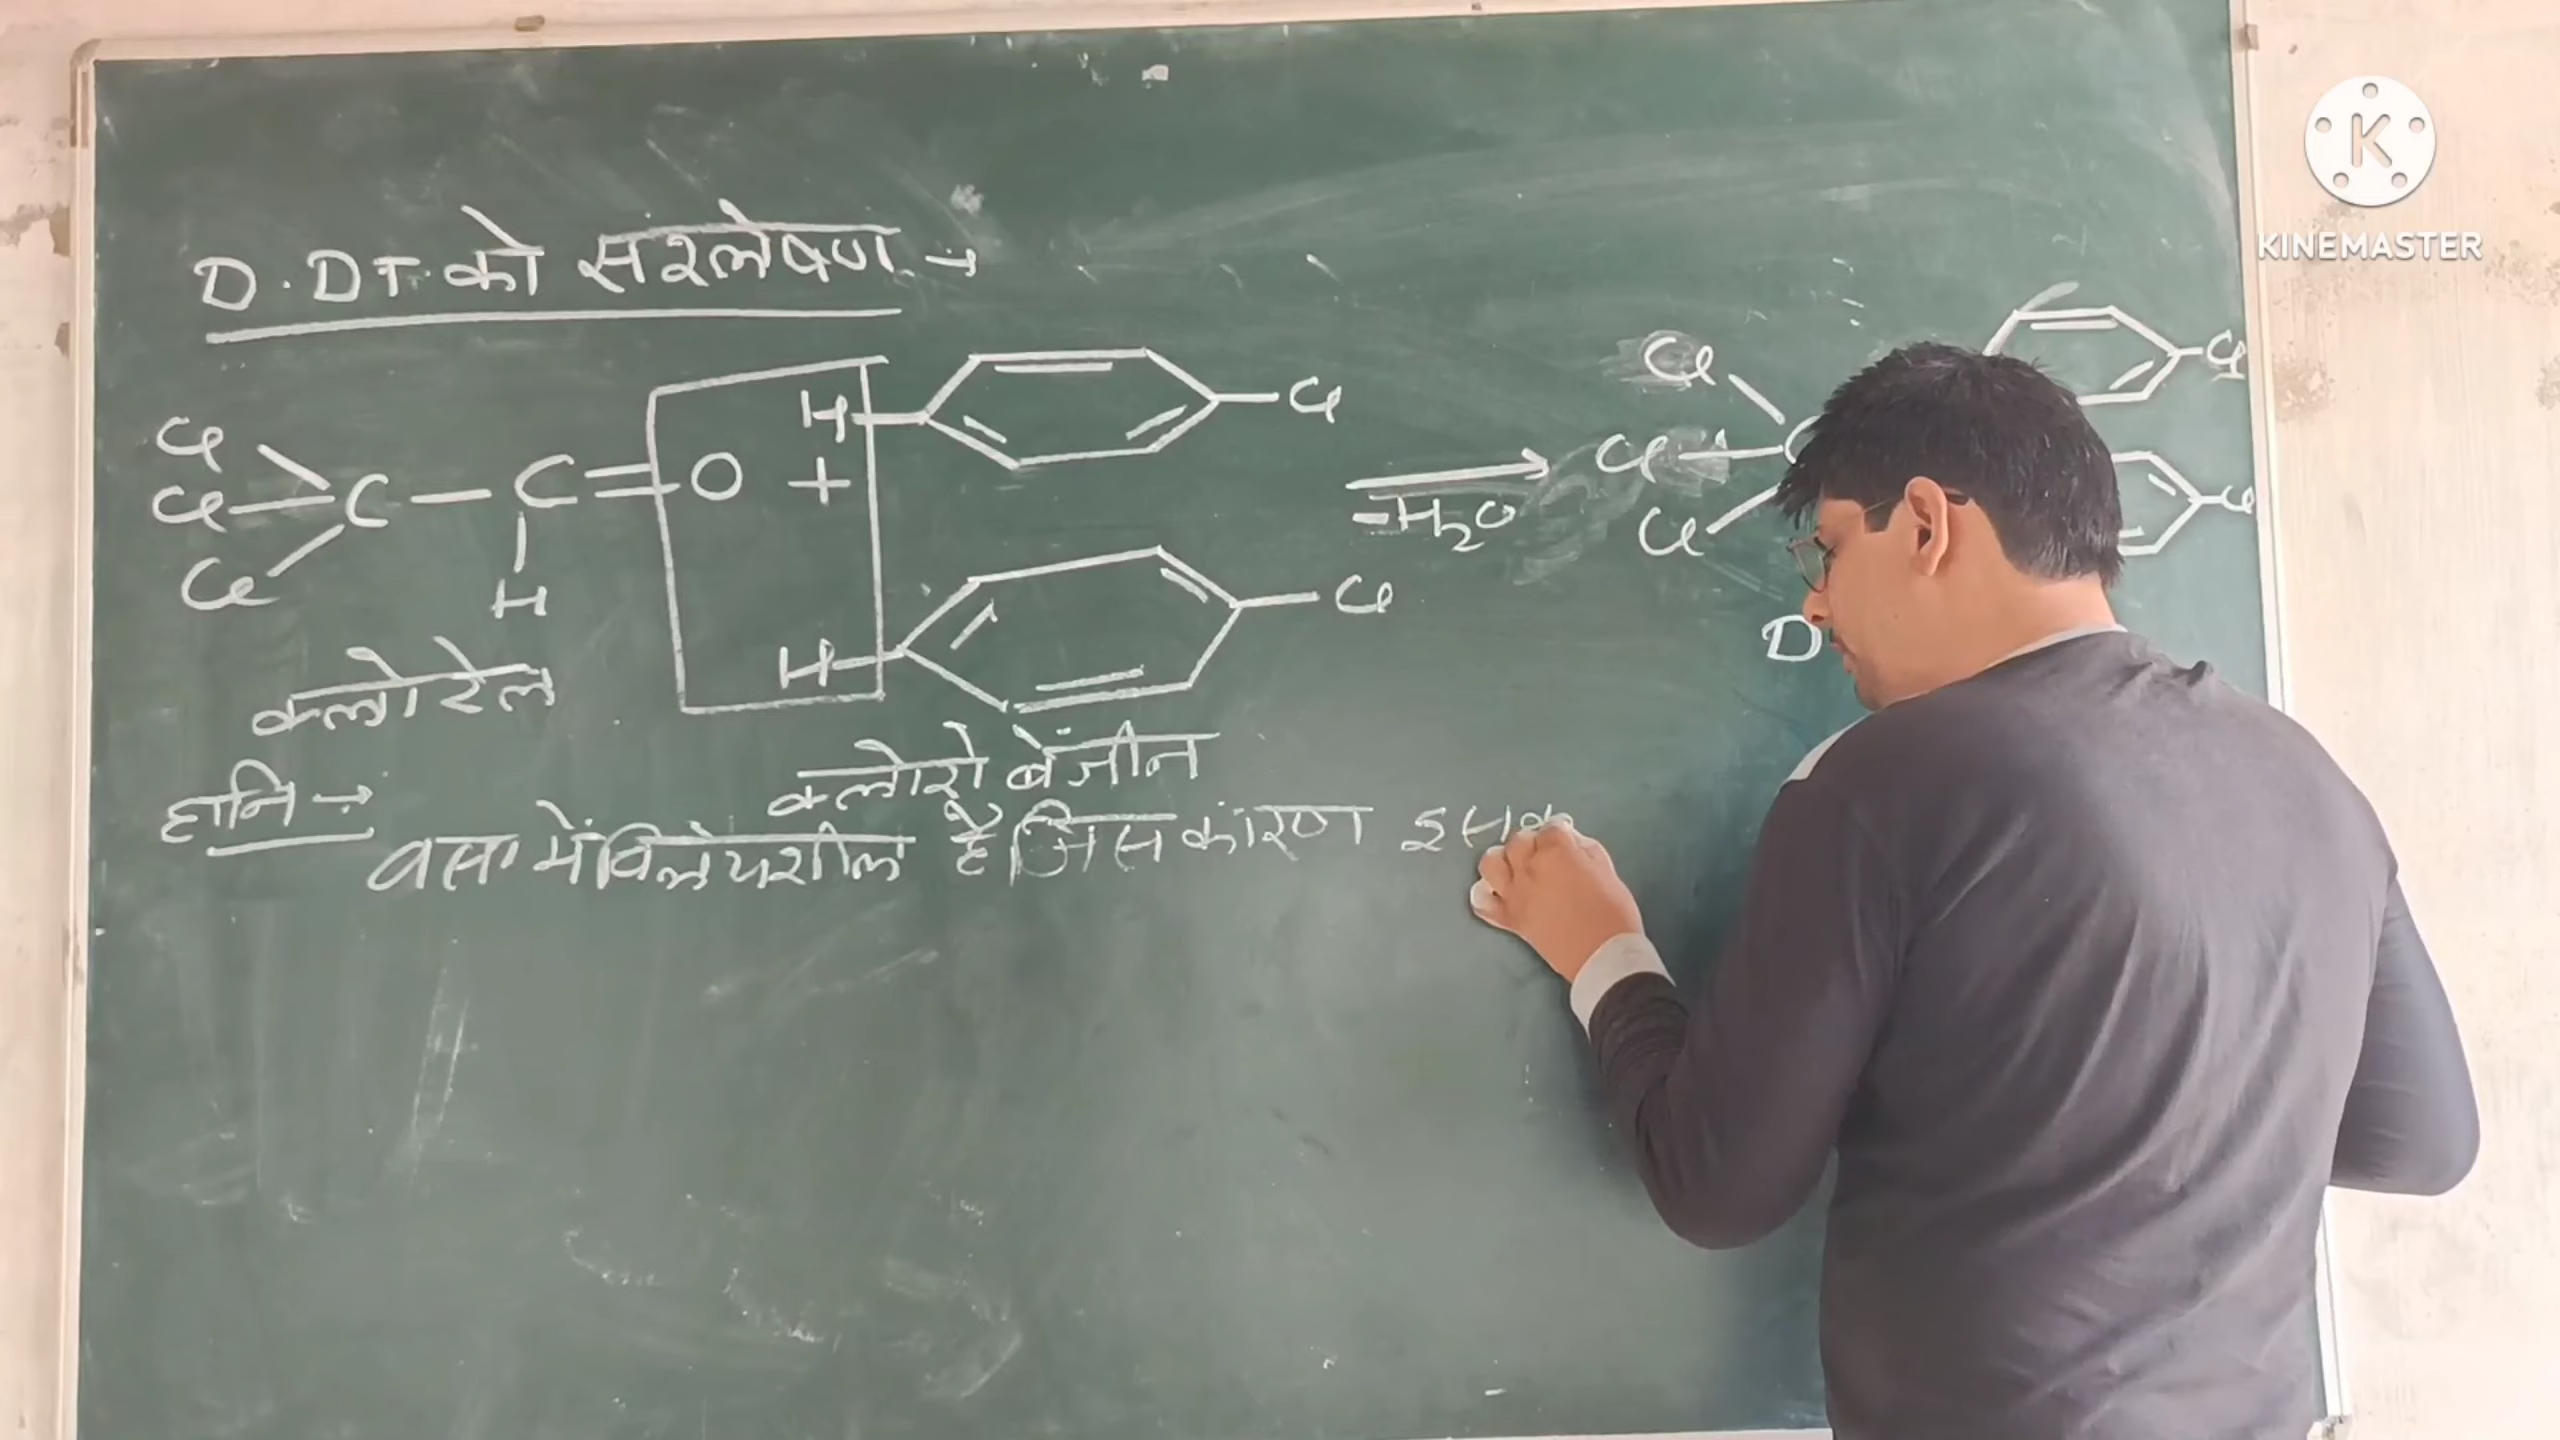 D.DT को संश्लेषण →
Cl
Cl
Cl
C — C = O
H
H
+
H
Cl
Cl
-H₂O
Cl
Cl
Cl
Cl
Cl
D
क्लोरेल
क्लोरो बेंजीन
हानि →
वसा में विलेयशील है जिस कारण
KINEMASTER